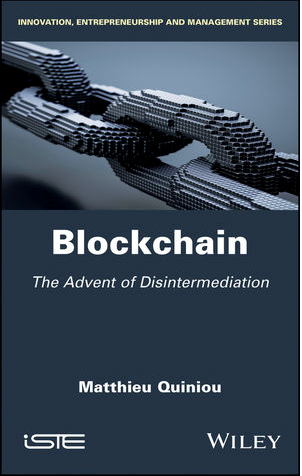 INNOVATION, ENTREPRENEURSHIP AND MANAGEMENT SERIES
Blockchain
The Advent of Disintermediation
Matthieu Quiniou
iSTE
WILEY